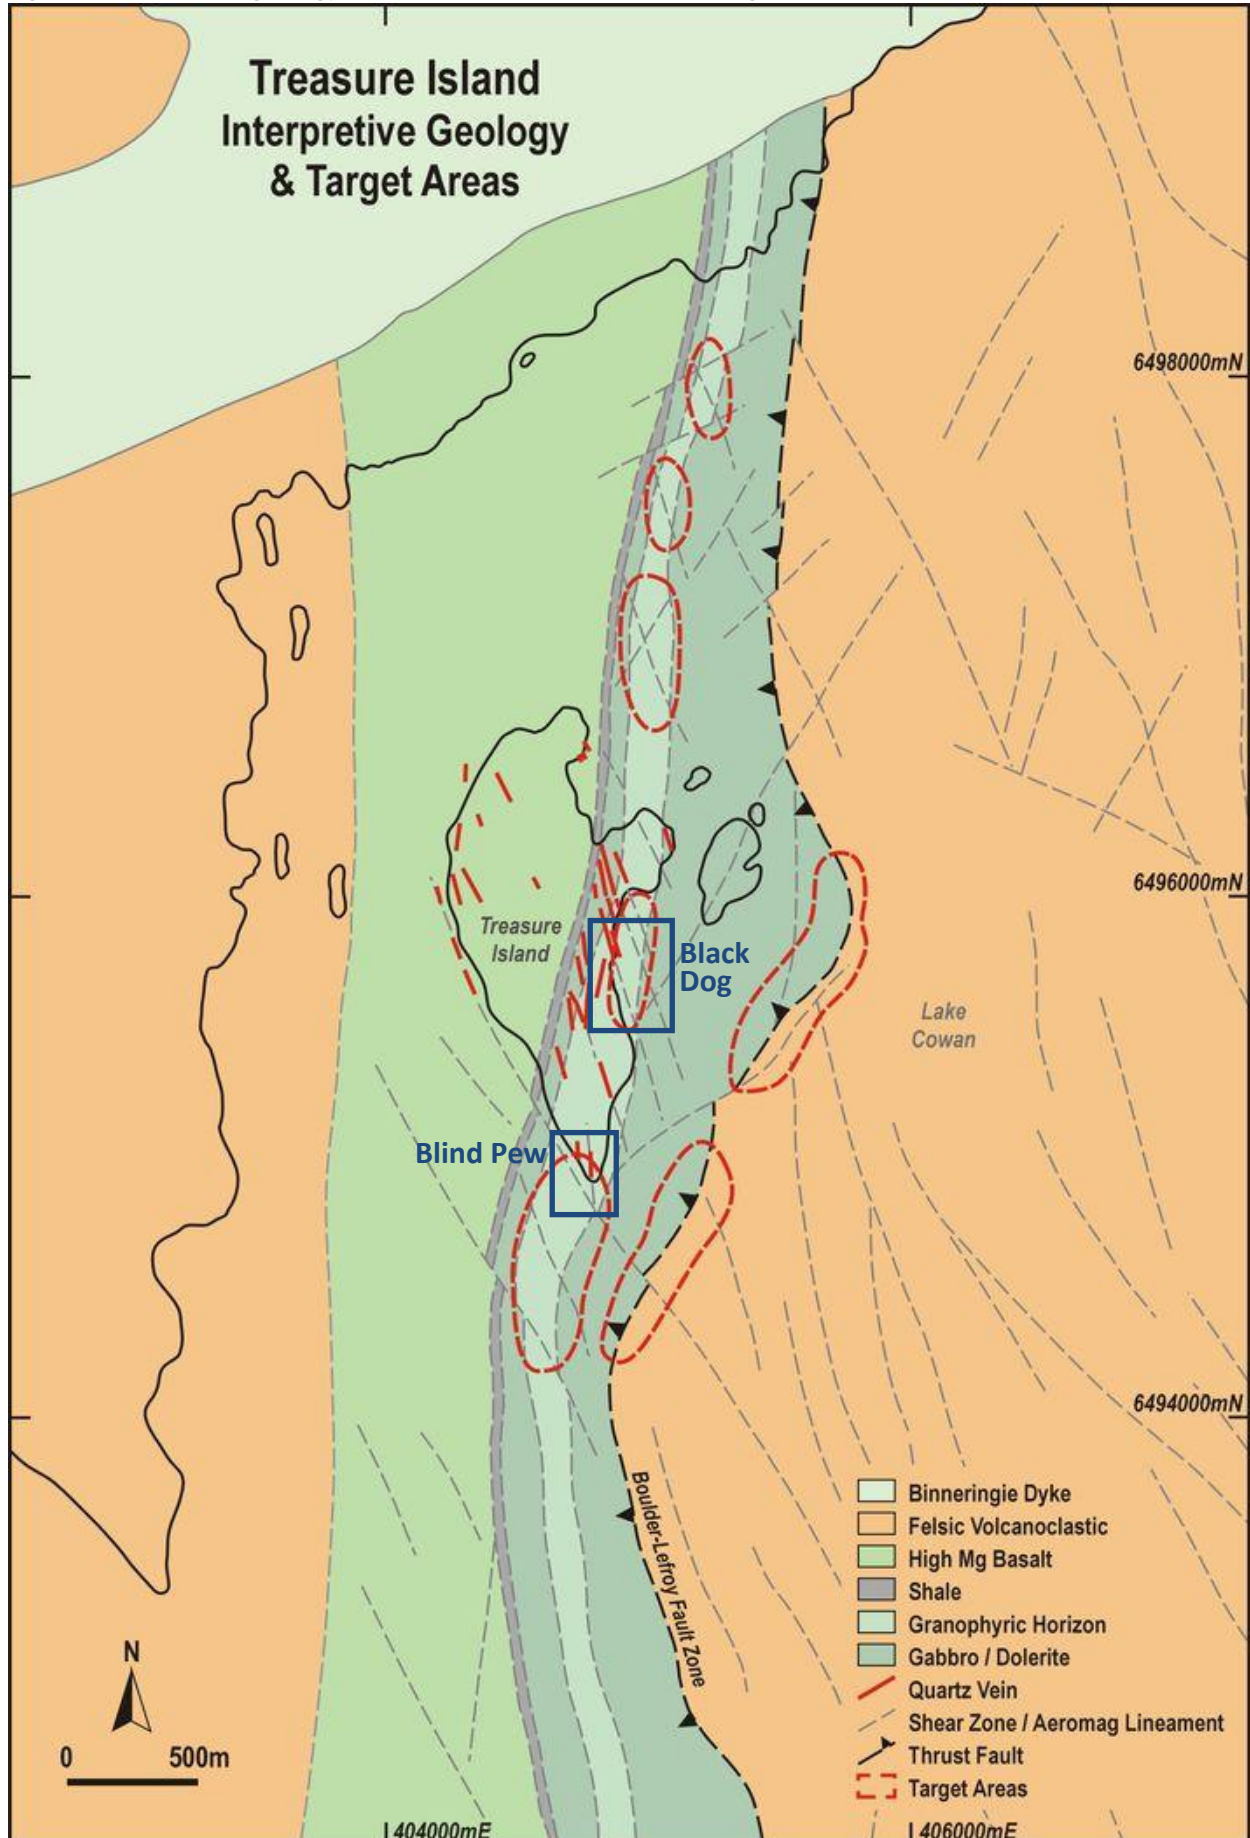 Treasure Island
Interpretive Geology
& Target Areas
6498000mN
6496000mN
Treasure
Island
Black
Dog
Lake
Cowan
Blind Pew
6494000mN
Boulder-Lefroy Fault Zone
Binneringie Dyke
Felsic Volcanoclastic
High Mg Basalt
Shale
Granophyric Horizon
Gabbro / Dolerite
Quartz Vein
Shear Zone / Aeromag Lineament
Thrust Fault
Target Areas
N
0 500m
404000mE
406000mE